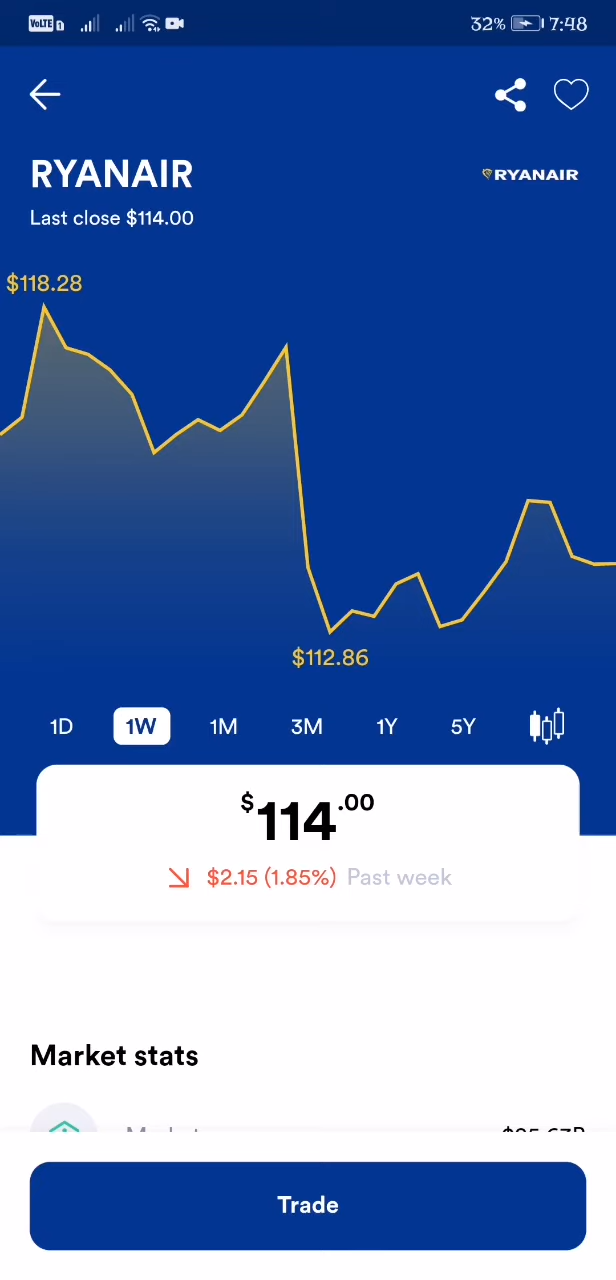 VoLTE 1 32% 7:48
RYANAIR
RYANAIR
Last close $114.00
$118.28
$112.86
1D 1W 1M 3M 1Y 5Y
$114.00
$2.15 (1.85%) Past week
Market stats
Trade